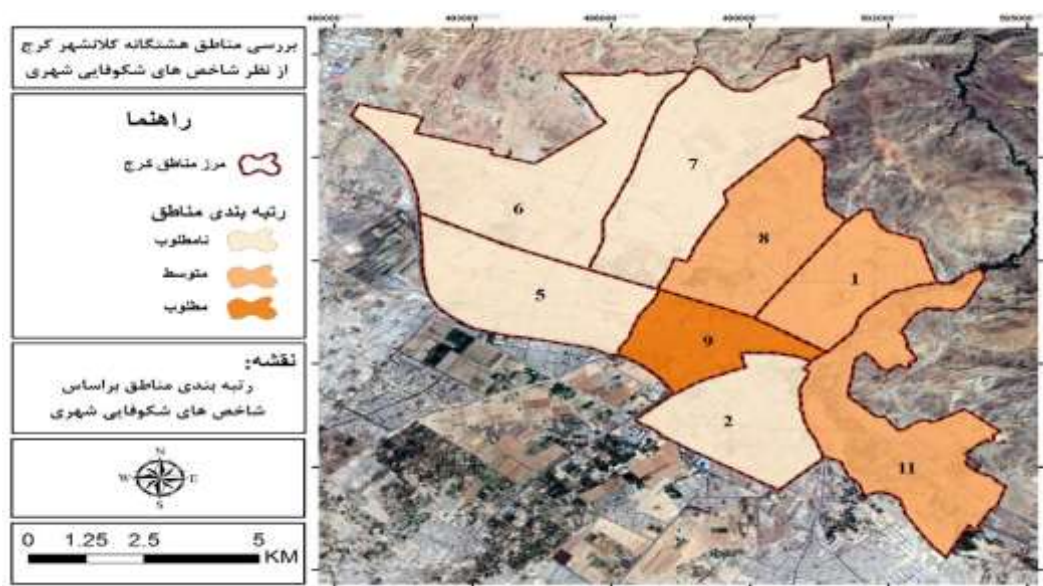 بررسی مناطق هشتگانه کلانشهر کرج
از نظر شاخص های شکوفایی شهری
راهنما
مرز مناطق کرج
رتبه بندی مناطق
نامطلوب
متوسط
مطلوب
نقشه:
رتبه بندی مناطق براساس
شاخص های شکوفایی شهری
N
W E
S
0 1.25 2.5 5
KM
7
6
8
1
5
9
2
11